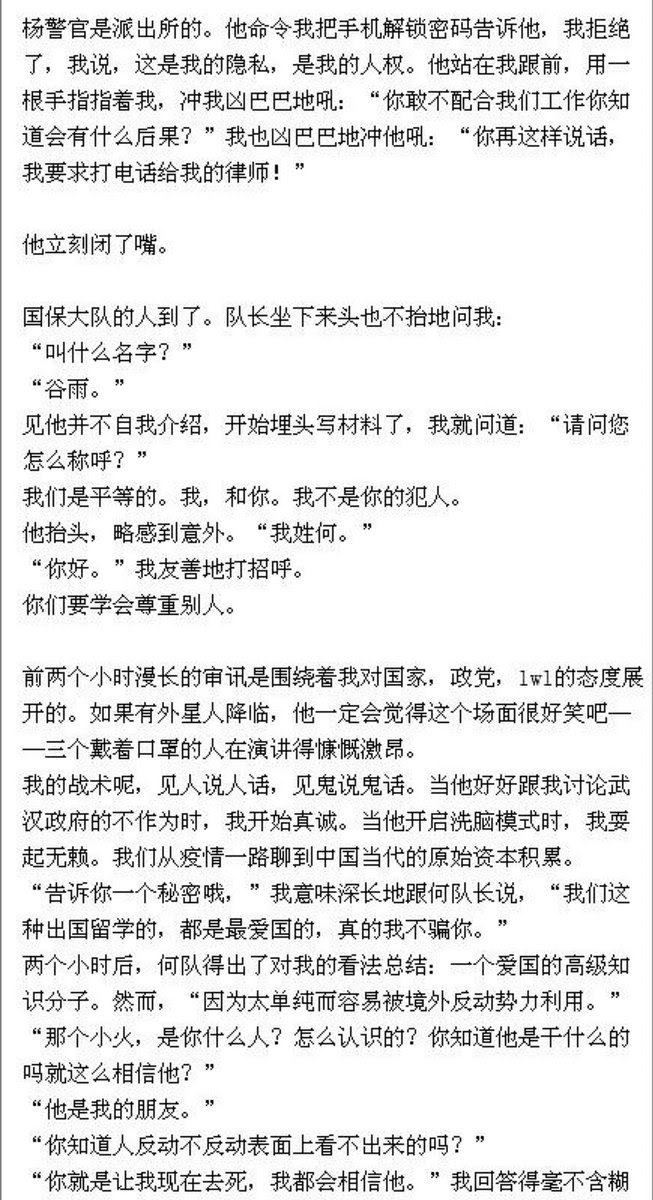 杨警官是派出所的。他命令我把手机解锁密码告诉他，我拒绝
了，我说，这是我的隐私，是我的人权。他站在我跟前，用一
根手指指着我，冲我凶巴巴地吼：“你敢不配合我们工作你知
道会有什么后果？”我也凶巴巴地冲他吼：“你再这样说话，
我要求打电话给我的律师！”
他立刻闭了嘴。
国保大队的人到了。队长坐下来头也不抬地问我：
“叫什么名字？”
“谷雨。”
见他并不自我介绍，开始埋头写材料了，我就问道：“请问您
怎么称呼？”
我们是平等的。我，和你。我不是你的犯人。
他抬头，略感到意外。“我姓何。”
“你好。”我友善地打招呼。
你们要学会尊重别人。
前两个小时漫长的审讯是围绕着我对国家，政党，lwl的态度展
开的。如果有外星人降临，他一定会觉得这个场面很好笑吧—
—三个戴着口罩的人在演讲得慷慨激昂。
我的战术呢，见人说人话，见鬼说鬼话。当他好好跟我讨论武
汉政府的不作为时，我开始真诚。当他开启洗脑模式时，我耍
起无赖。我们从疫情一路聊到中国当代的原始资本积累。
“告诉你一个秘密哦，”我意味深长地跟何队长说，“我们这
种出国留学的，都是最爱国的，真的我不骗你。”
两个小时后，何队得出了对我的看法总结：一个爱国的高级知
识分子。然而，“因为太单纯而容易被境外反动势力利用。”
“那个小火，是你什么人？怎么认识的？你知道他是干什么的
吗就这么相信他？”
“他是我的朋友。”
“你知道人反动不反动表面上看不出来的吗？”
“你就是让我现在去死，我都会相信他。”我回答得毫不含糊